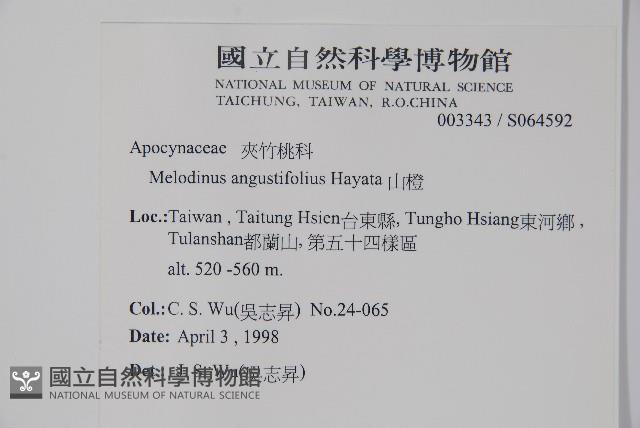 國立自然科學博物館
NATIONAL MUSEUM OF NATURAL SCIENCE
TAICHUNG, TAIWAN, R.O.CHINA
003343 / S064592
Apocynaceae 夾竹桃科
Melodinus angustifolius Hayata 山橙
Loc.:Taiwan , Taitung Hsien台東縣, Tungho Hsiang東河鄉 ,
Tulanshan都蘭山, 第五十四樣區
alt. 520 -560 m.
Col.:C. S. Wu(吳志昇) No.24-065
Date: April 3 , 1998
Det.: S. Wu(吳志昇)
國立自然科學博物館
NATIONAL MUSEUM OF NATURAL SCIENCE